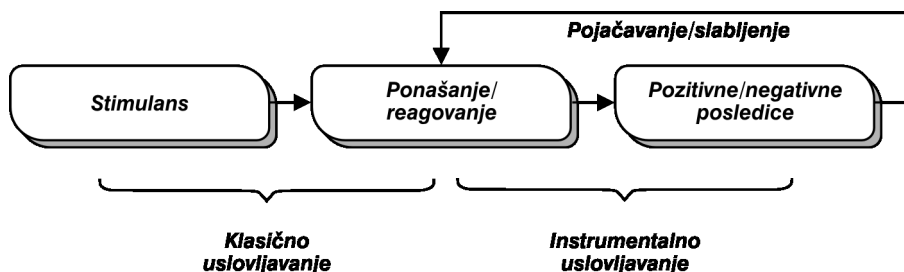 Pojačavanje/slabljenje
Stimulans
Ponašanje/
reagovanje
Pozitivne/negativne
posledice
Klasično
uslovljavanje
Instrumentalno
uslovljavanje